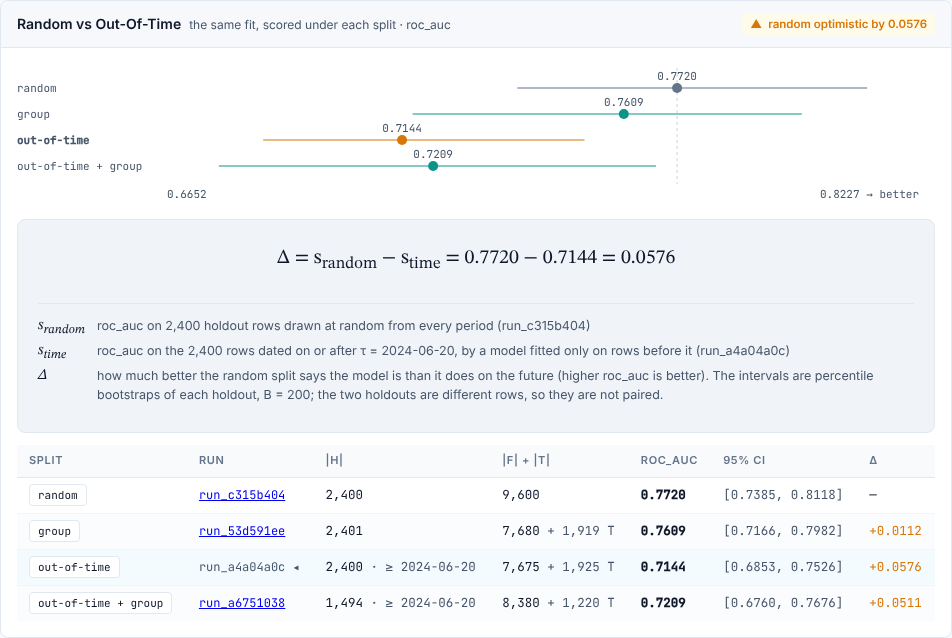 Random vs Out-Of-Time the same fit, scored under each split · roc_auc ▲ random optimistic by 0.0576
random 0.7720
group 0.7609
out-of-time 0.7144
out-of-time + group 0.7209
0.6652 0.8227 → better
Δ = s_random − s_time = 0.7720 − 0.7144 = 0.0576
s_random roc_auc on 2,400 holdout rows drawn at random from every period (run_c315b404)
s_time roc_auc on the 2,400 rows dated on or after τ = 2024-06-20, by a model fitted only on rows before it (run_a4a04a0c)
Δ how much better the random split says the model is than it does on the future (higher roc_auc is better). The intervals are percentile
bootstraps of each holdout, B = 200; the two holdouts are different rows, so they are not paired.
SPLIT RUN |H| |F| + |T| ROC_AUC 95% CI Δ
random run_c315b404 2,400 9,600 0.7720 [0.7385, 0.8118] —
group run_53d591ee 2,401 7,680 + 1,919 T 0.7609 [0.7166, 0.7982] +0.0112
out-of-time run_a4a04a0c ◂ 2,400 · ≥ 2024-06-20 7,675 + 1,925 T 0.7144 [0.6853, 0.7526] +0.0576
out-of-time + group run_a6751038 1,494 · ≥ 2024-06-20 8,380 + 1,220 T 0.7209 [0.6760, 0.7676] +0.0511